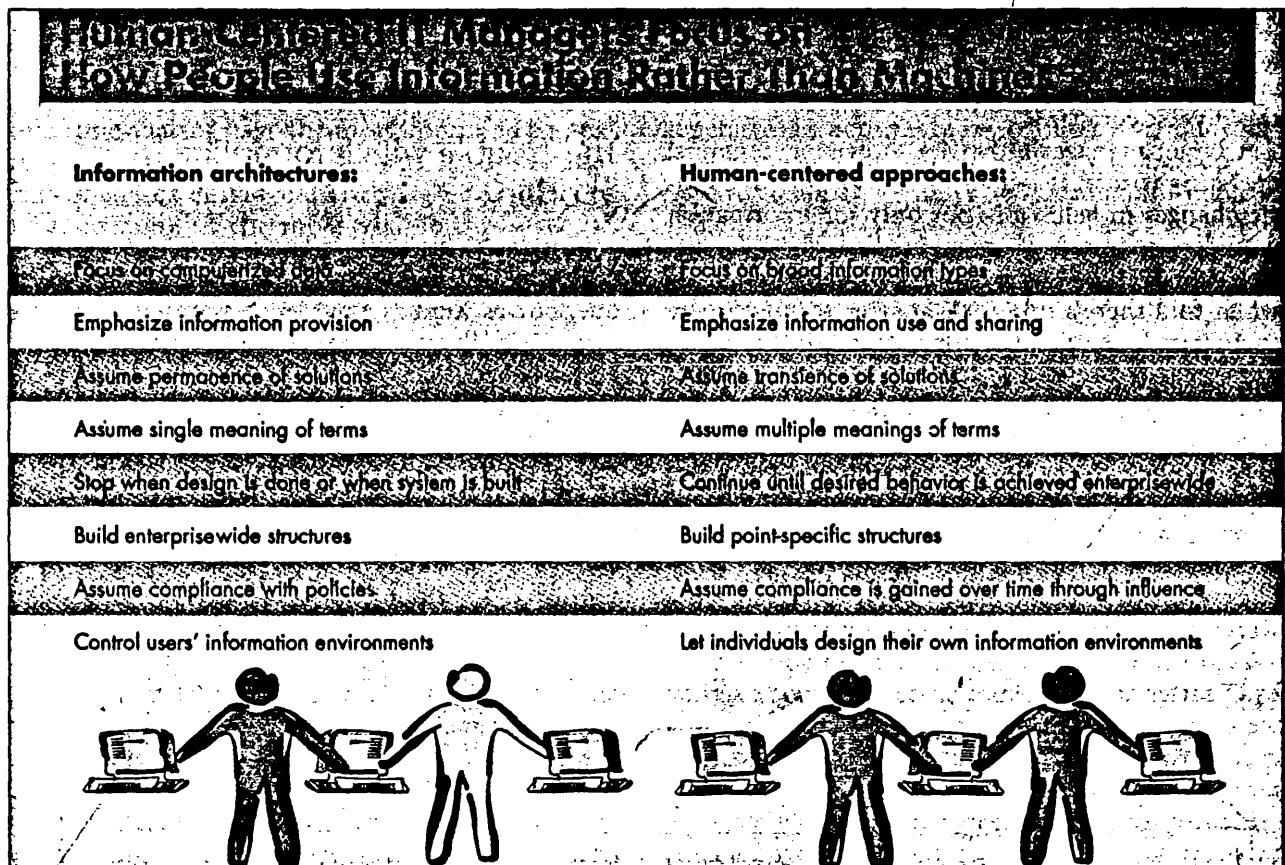 Human-Centered IT Managers Focus on
How People Use Information Rather Than Machines
Information architectures: Human-centered approaches:
Focus on computerized data Focus on broad information types
Emphasize information provision Emphasize information use and sharing
Assume permanence of solutions Assume transience of solutions
Assume single meaning of terms Assume multiple meanings of terms
Stop when design is done or when system is built Continue until desired behavior is achieved enterprisewide
Build enterprisewide structures Build point-specific structures
Assume compliance with policies Assume compliance is gained over time through influence
Control users' information environments Let individuals design their own information environments